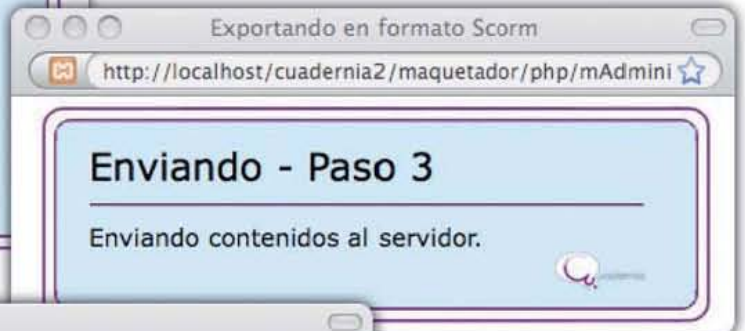 Exportando en formato Scorm
http://localhost/cuadernia2/maquetador/php/mAdmini
Enviando - Paso 3
Enviando contenidos al servidor.